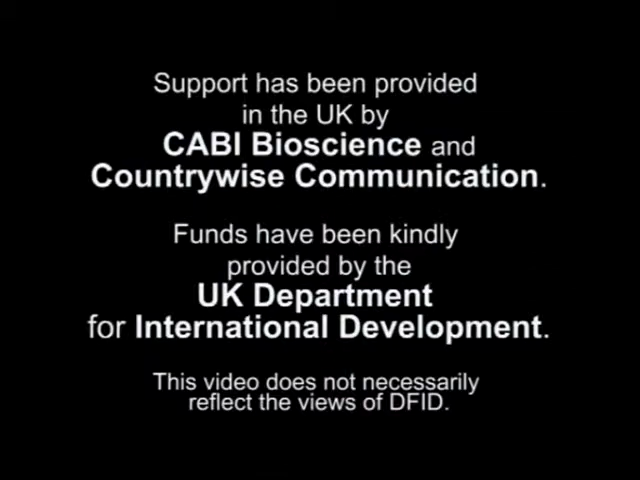 Support has been provided
in the UK by
CABI Bioscience and
Countrywise Communication.
Funds have been kindly
provided by the
UK Department
for International Development.
This video does not necessarily
reflect the views of DFID.